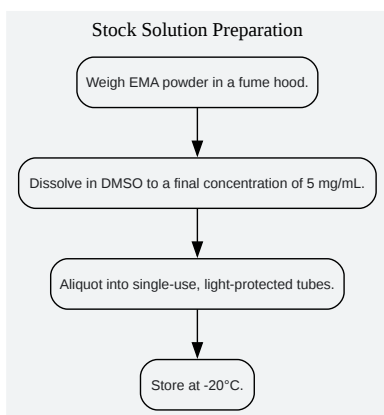 Stock Solution Preparation
Weigh EMA powder in a fume hood.
Dissolve in DMSO to a final concentration of 5 mg/mL.
Aliquot into single-use, light-protected tubes.
Store at -20°C.